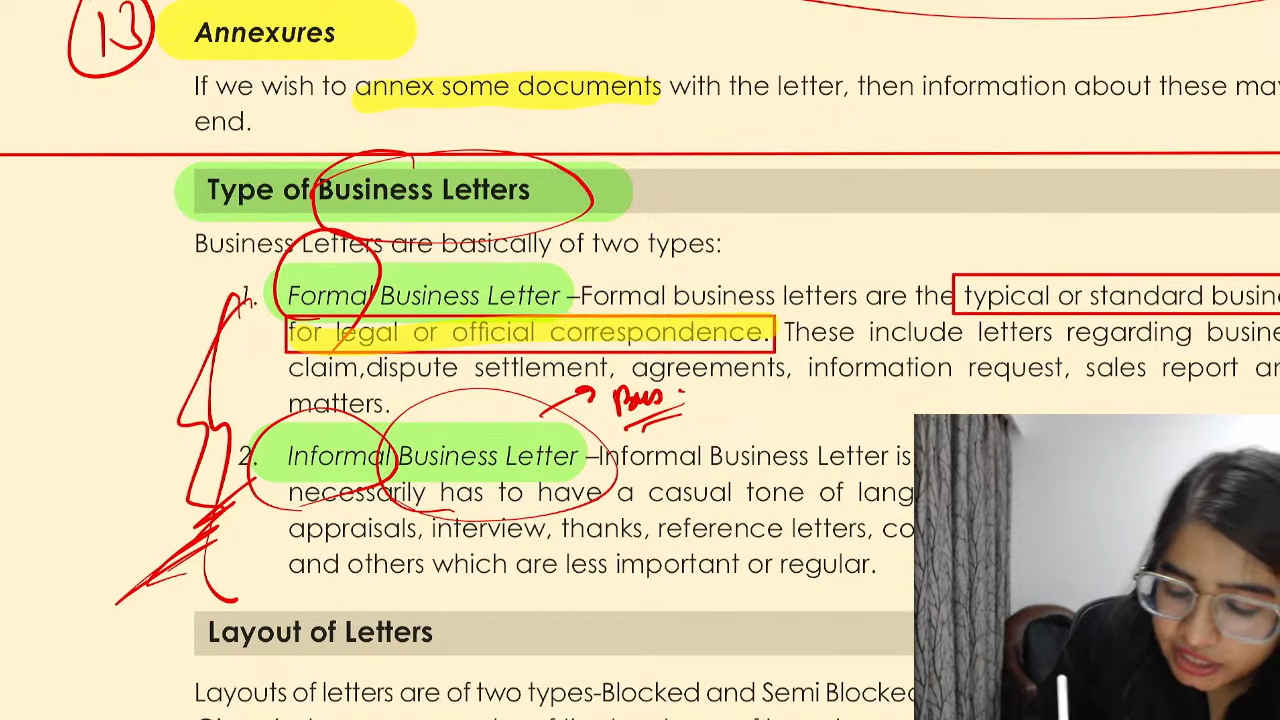 13 Annexures
If we wish to annex some documents with the letter, then information about these may
end.
Type of Business Letters
Business Letters are basically of two types:
1. Formal Business Letter –Formal business letters are the typical or standard busine
for legal or official correspondence. These include letters regarding busine
claim,dispute settlement, agreements, information request, sales report an
matters.
Bus
2. Informal Business Letter –Informal Business Letter is
necessarily has to have a casual tone of lang
appraisals, interview, thanks, reference letters, co
and others which are less important or regular.
Layout of Letters
Layouts of letters are of two types-Blocked and Semi Blocked